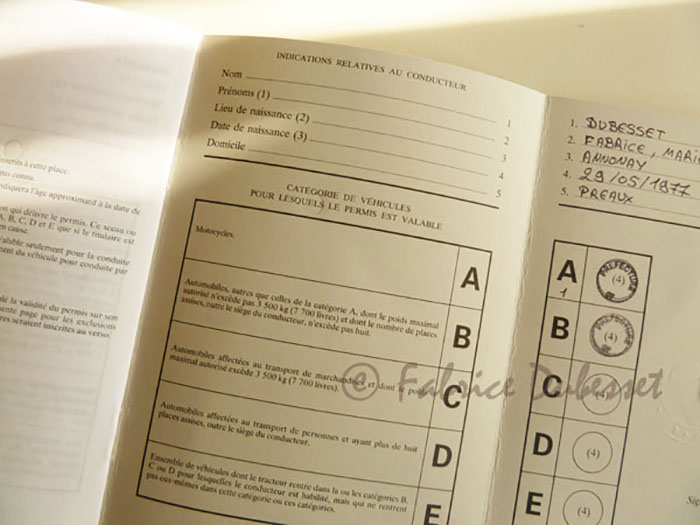 INDICATIONS RELATIVES AU CONDUCTEUR
Nom 1
Prénoms (1) 2
Lieu de naissance (2) 3
Date de naissance (3) 4
Domicile 5
CATÉGORIE DE VÉHICULES
POUR LESQUELS LE PERMIS EST VALABLE
Motocycles.
A
Automobiles, autres que celles de la catégorie A, dont le poids maximal
autorisé n'excède pas 3 500 kg (7 700 livres) et dont le nombre de places
assises, outre le siège du conducteur, n'excède pas huit.
B
Automobiles affectées au transport de marchandises et dont le poids
maximal autorisé excède 3 500 kg (7 700 livres).
C
Automobiles affectées au transport de personnes et ayant plus de huit
places assises, outre le siège du conducteur.
D
Ensemble de véhicules dont le tracteur rentre dans la ou les catégories B,
C ou D pour lesquelles le conducteur est habilité, mais qui ne rentrent
pas eux-mêmes dans cette catégorie ou ces catégories.
E
1. DUBESSET
2. FABRICE, MARI
3. ANNONAY
4. 29/05/1977
5. PREAUX
A
1
PREFECTURE
(4)
B
PREFECTURE
(4)
C
(4)
D
(4)
E
(4)
© Fabrice Dubesset
inscrits à cette place.
ndiquera l'âge approximatif à la date de
on qui délivre le permis. Ce sceau ou
A, B, C, D et E que si le titulaire est
en cause.
alable seulement pour la conduite
ent du véhicule pour conduite par
lé la validité du permis sur son
ente page pour les exclusions
res seraient inscrites au verso.